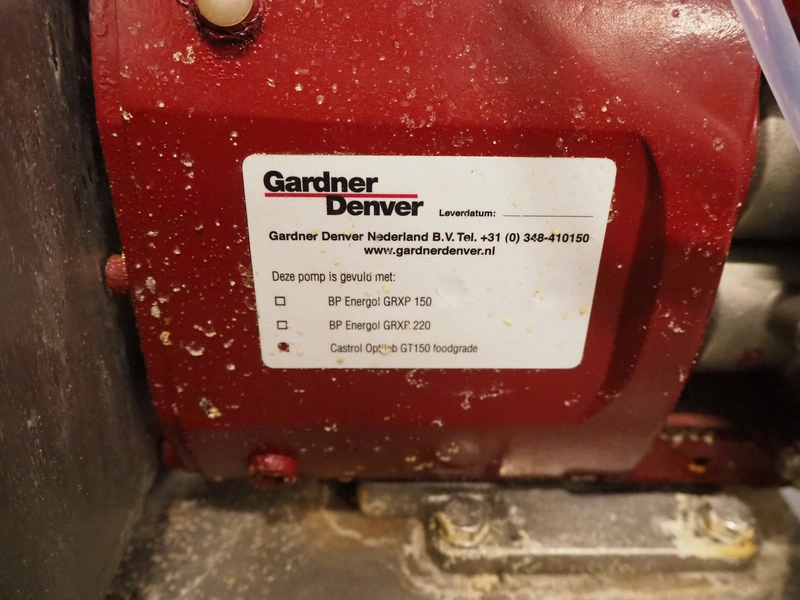 Gardner
Denver
Leverdatum:
Gardner Denver Nederland B.V. Tel. +31 (0) 348-410150
www.gardnerdenver.nl
Deze pomp is gevuld met:
BP Energol GRXP 150
BP Energol GRXP 220
Castrol Optileb GT150 foodgrade